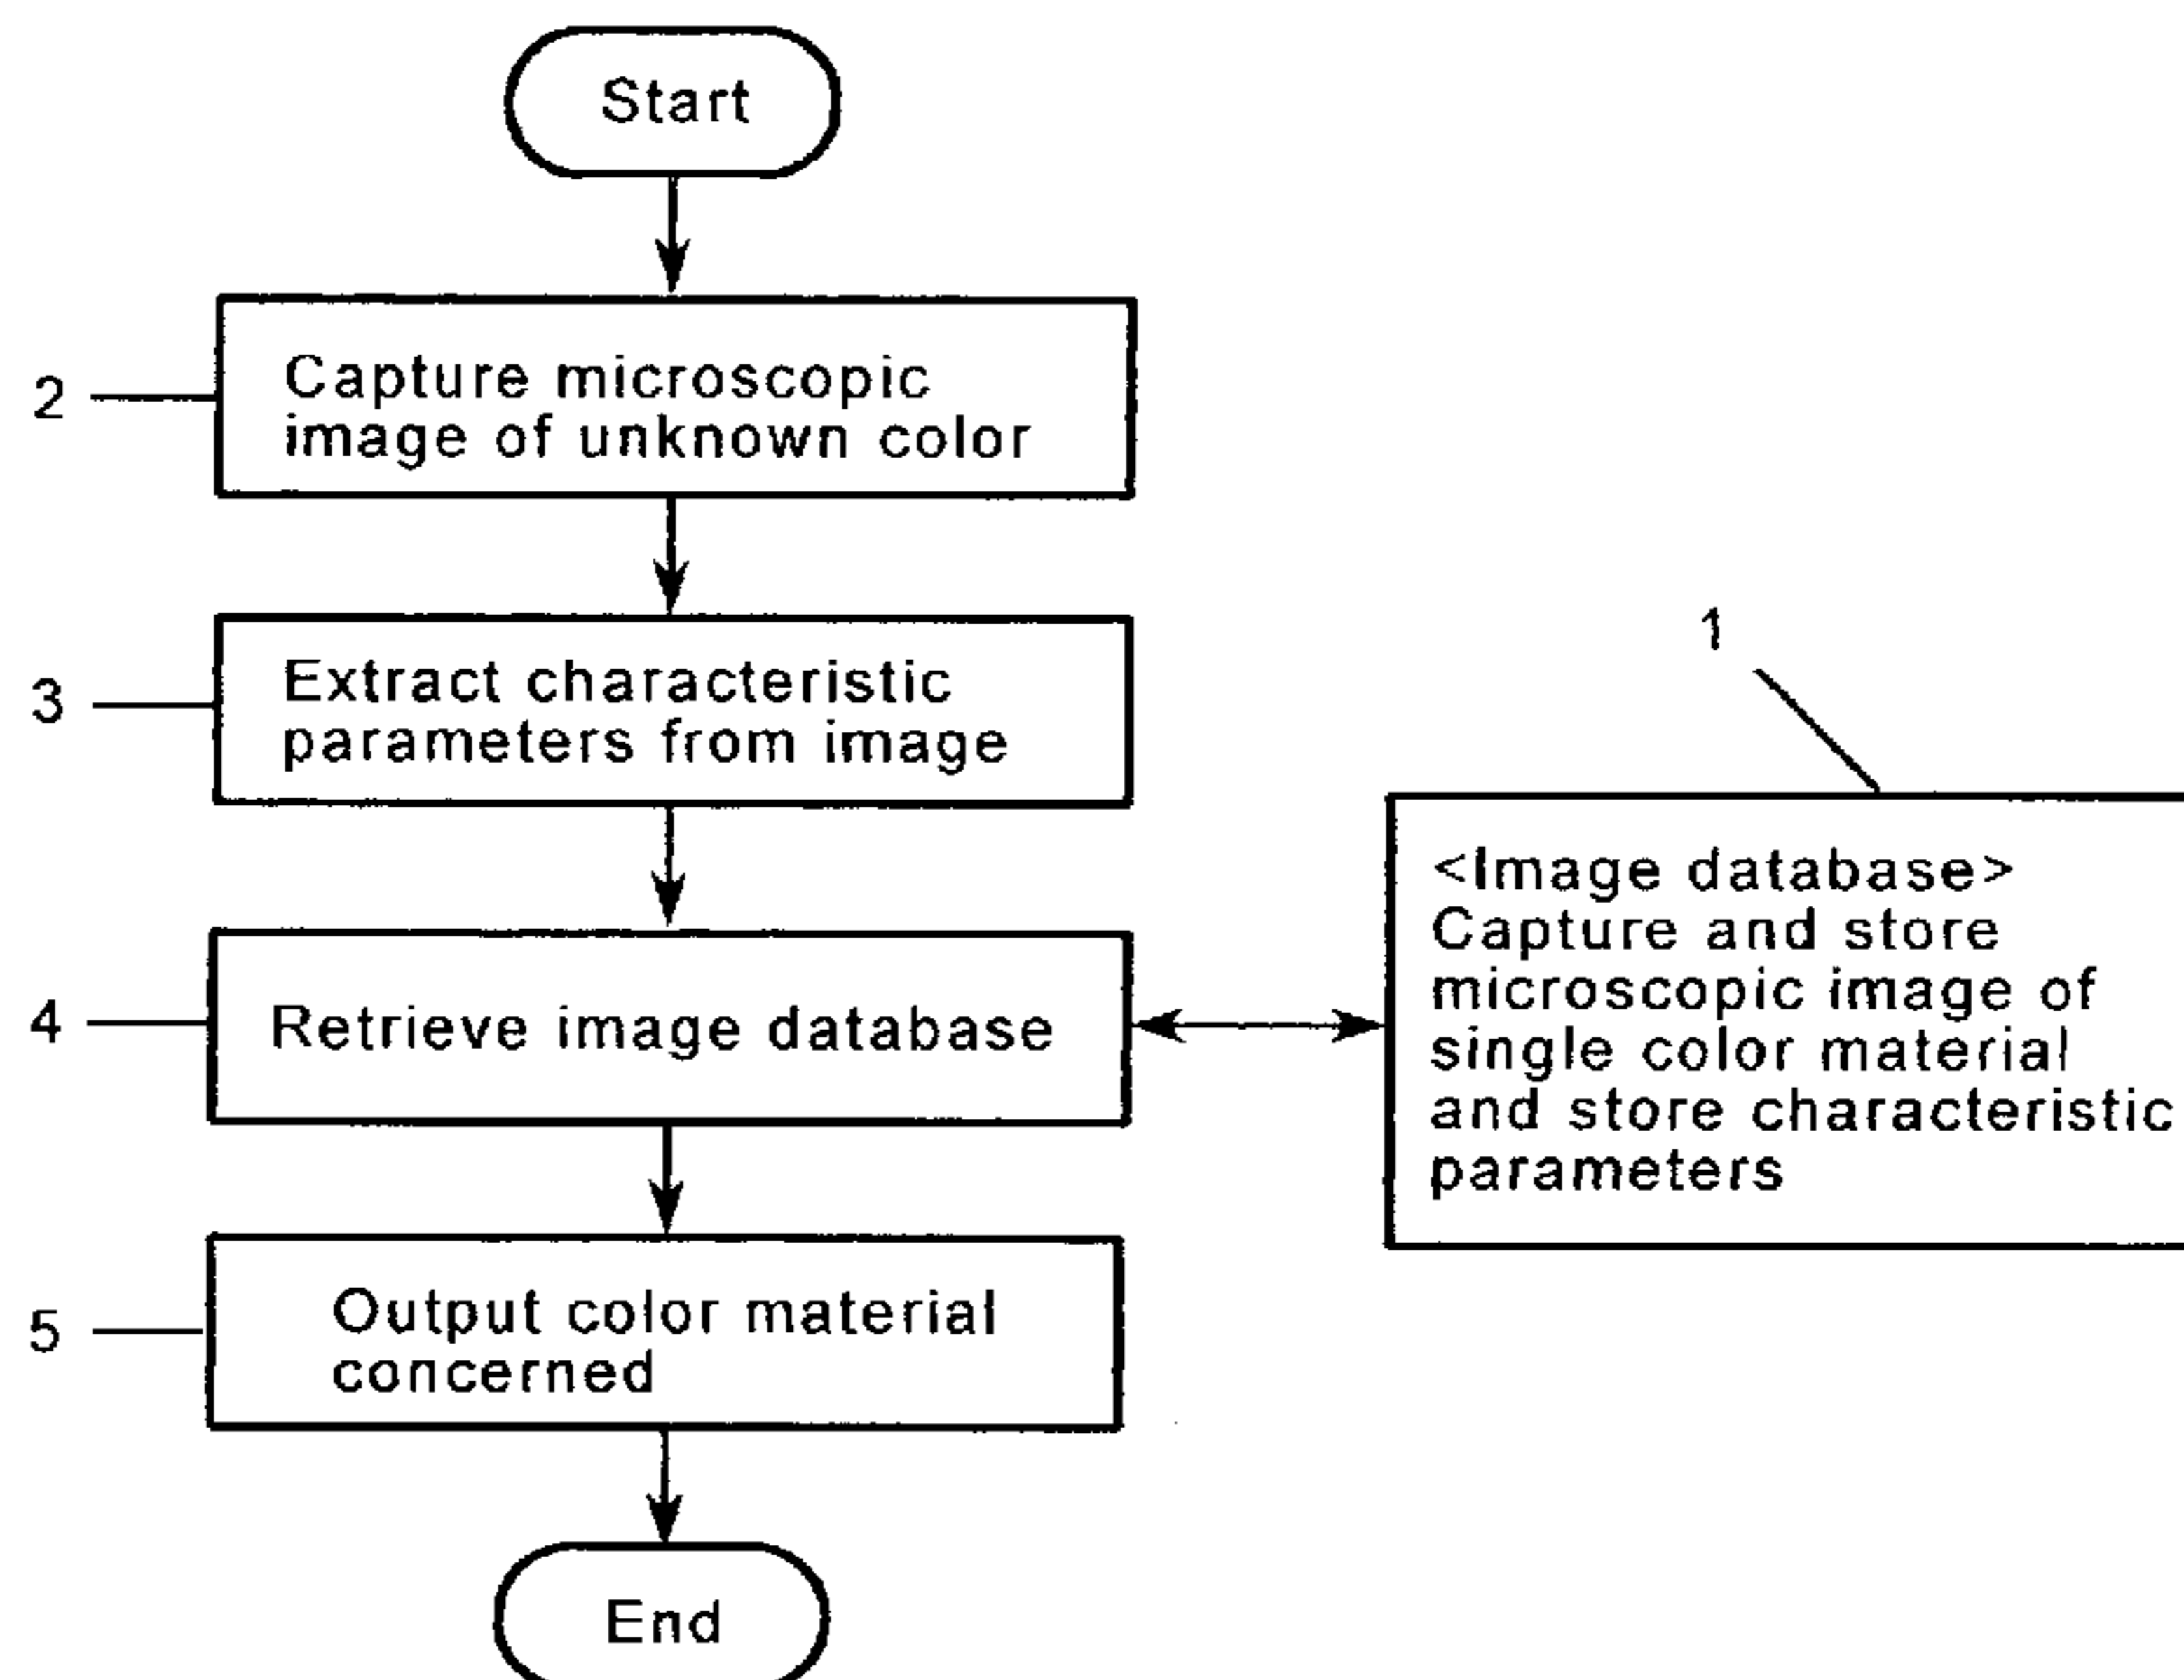 Start
2
Capture microscopic
image of unknown color
3
Extract characteristic
parameters from image
1
<Image database>
Capture and store
microscopic image of
single color material
and store characteristic
parameters
4
Retrieve image database
5
Output color material
concerned
End